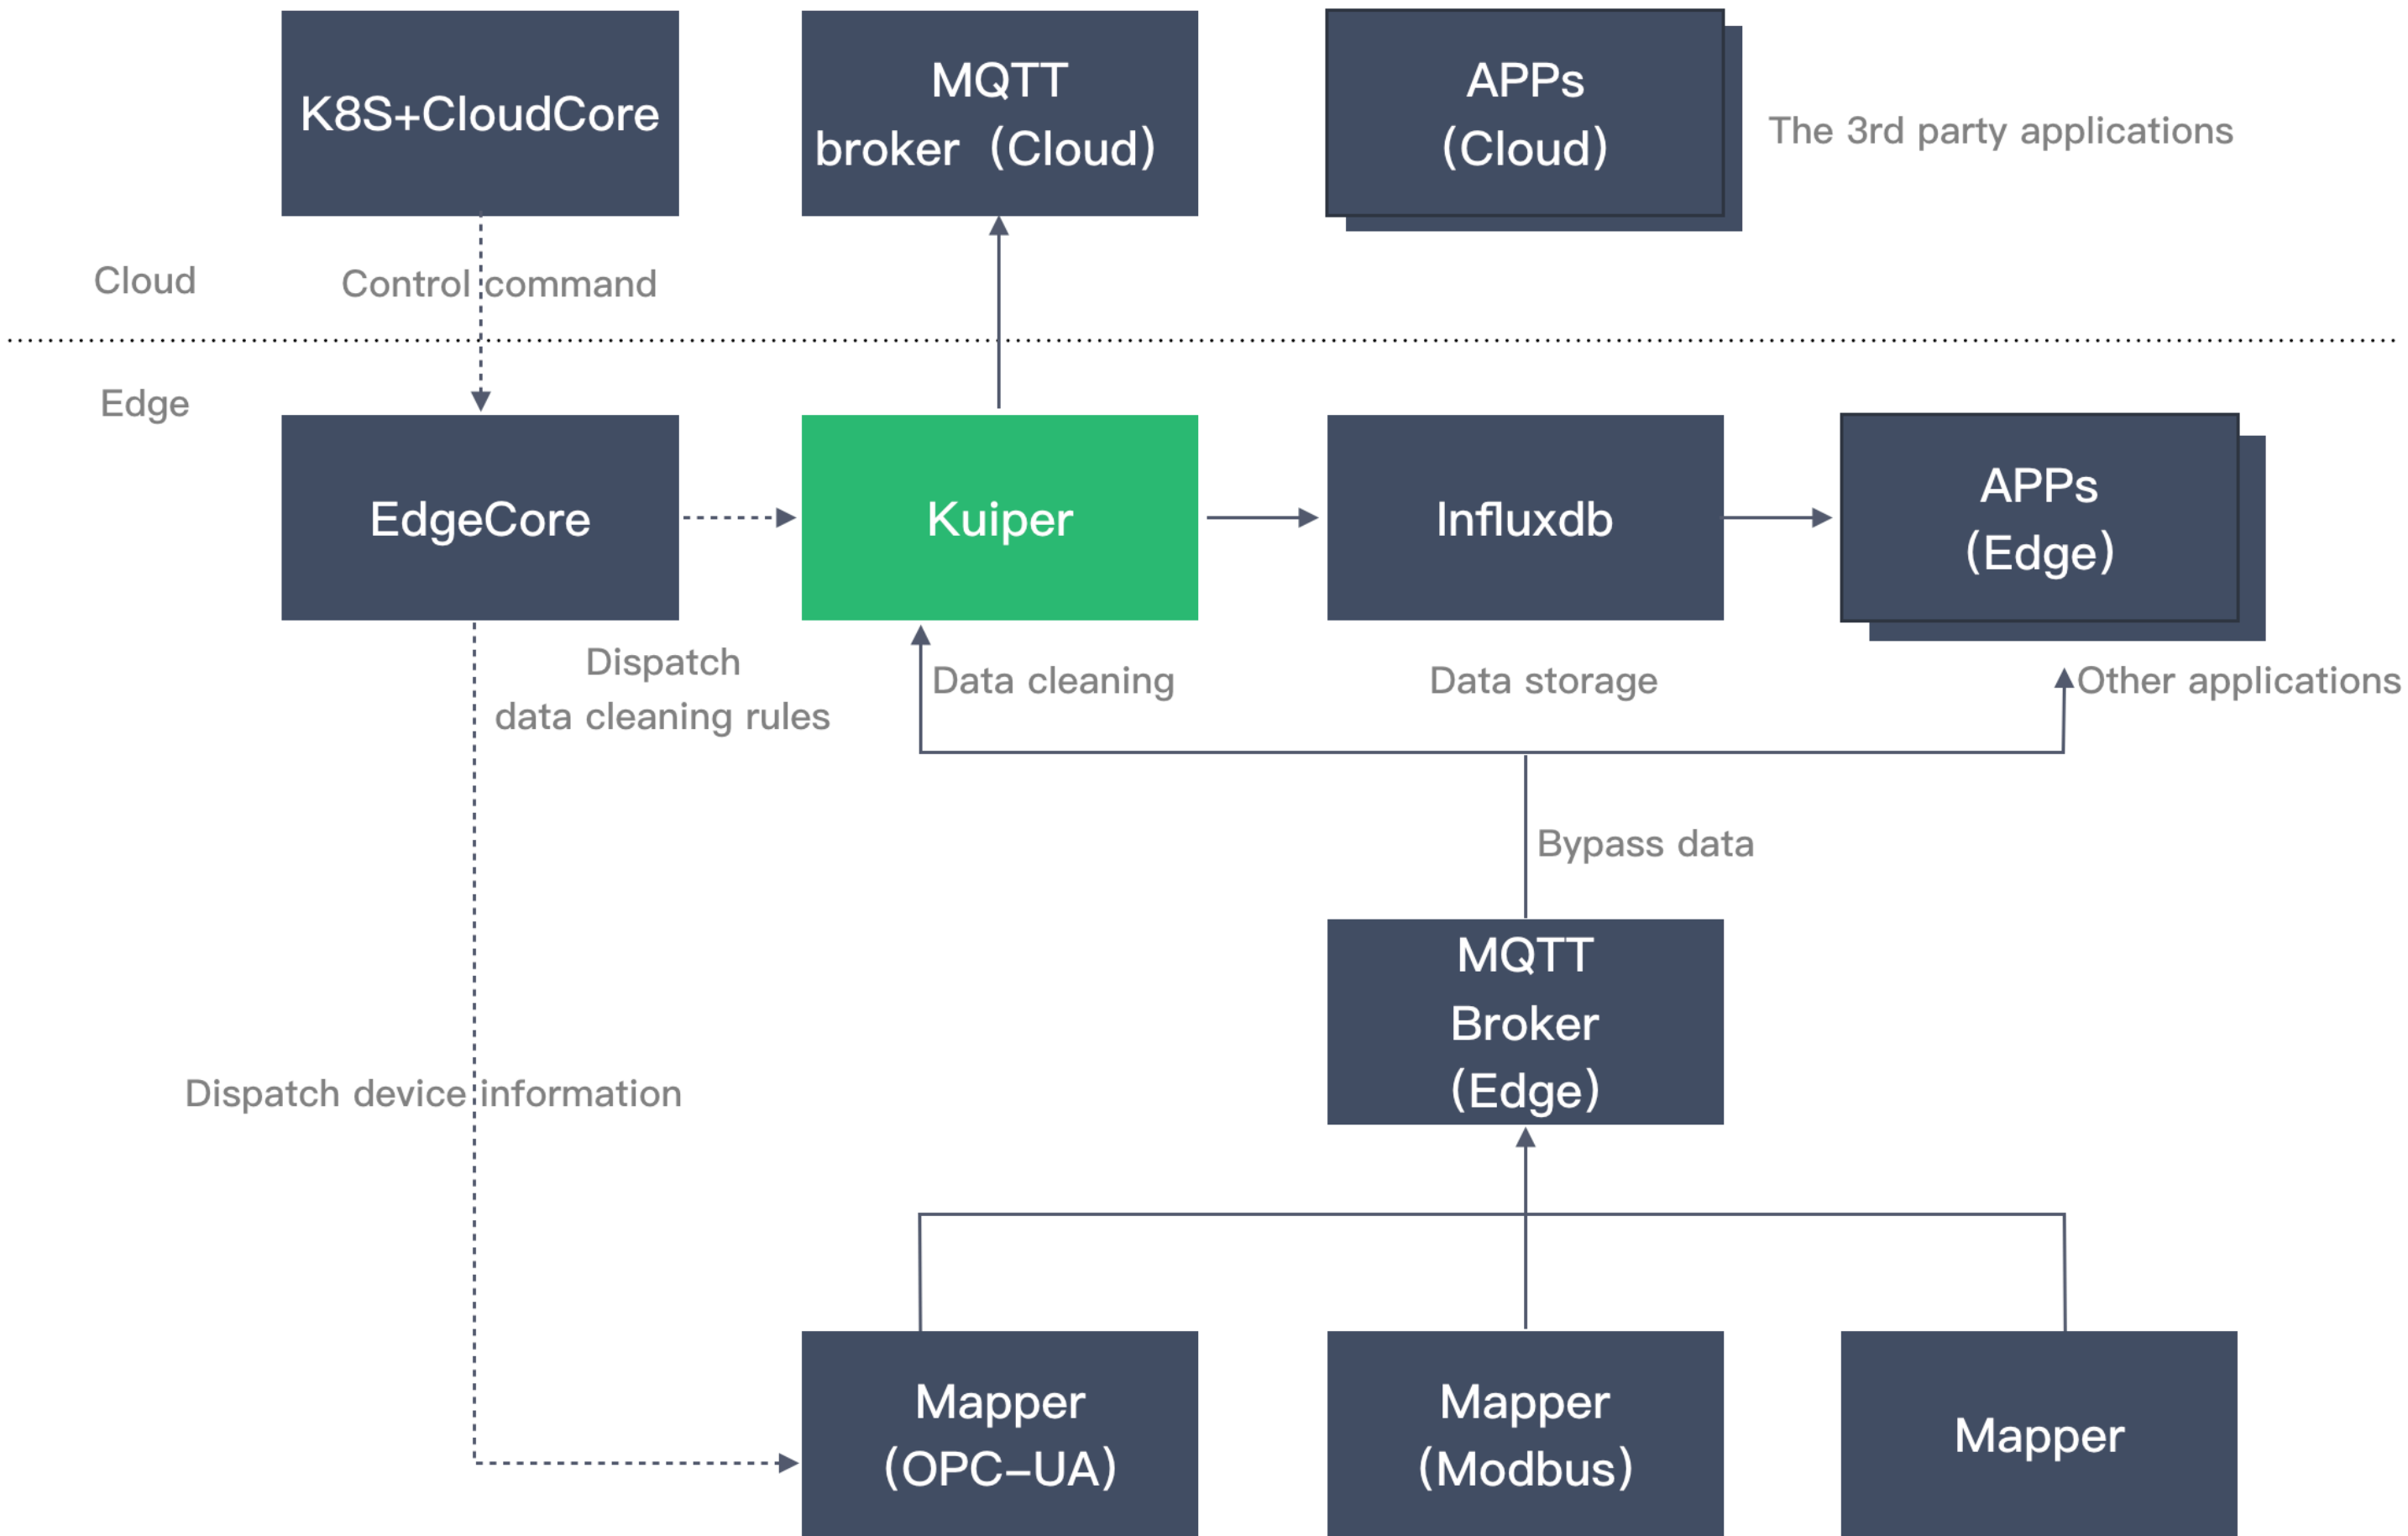 K8S+CloudCore
MQTT
broker (Cloud)
APPs
(Cloud)
The 3rd party applications
Cloud
Control command
Edge
EdgeCore
Kuiper
Influxdb
APPs
(Edge)
Dispatch
data cleaning rules
Data cleaning
Data storage
Other applications
Bypass data
MQTT
Broker
(Edge)
Dispatch device information
Mapper
(OPC–UA)
Mapper
(Modbus)
Mapper